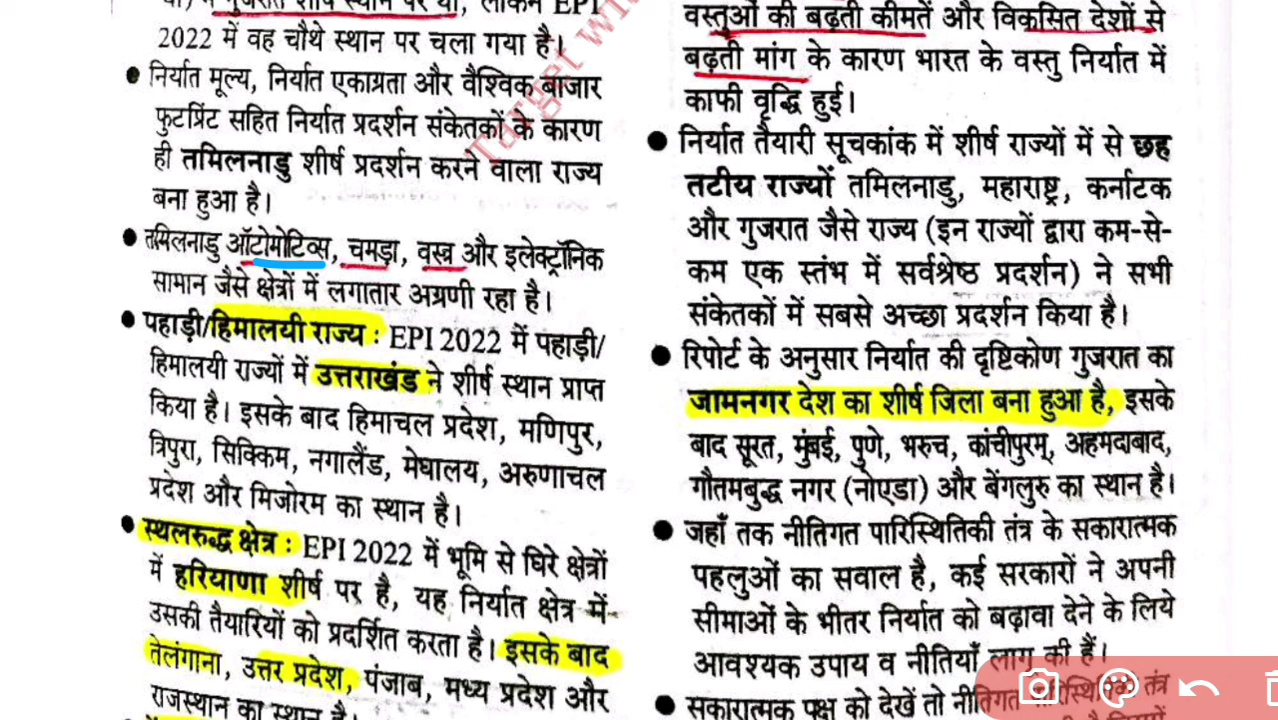 में गुजरात शीर्ष स्थान पर था, लेकिन EPI
2022 में वह चौथे स्थान पर चला गया है।
● निर्यात मूल्य, निर्यात एकाग्रता और वैश्विक बाजार
फुटप्रिंट सहित निर्यात प्रदर्शन संकेतकों के कारण
ही तमिलनाडु शीर्ष प्रदर्शन करने वाला राज्य
बना हुआ है।
● तमिलनाडु ऑटोमोटिव्स, चमड़ा, वस्त्र और इलेक्ट्रॉनिक
सामान जैसे क्षेत्रों में लगातार अग्रणी रहा है।
● पहाड़ी/हिमालयी राज्य : EPI 2022 में पहाड़ी/
हिमालयी राज्यों में उत्तराखंड ने शीर्ष स्थान प्राप्त
किया है। इसके बाद हिमाचल प्रदेश, मणिपुर,
त्रिपुरा, सिक्किम, नगालैंड, मेघालय, अरुणाचल
प्रदेश और मिजोरम का स्थान है।
● स्थलरुद्ध क्षेत्र : EPI 2022 में भूमि से घिरे क्षेत्रों
में हरियाणा शीर्ष पर है, यह निर्यात क्षेत्र में
उसकी तैयारियों को प्रदर्शित करता है। इसके बाद
तेलंगाना, उत्तर प्रदेश, पंजाब, मध्य प्रदेश और
राजस्थान का स्थान है।
वस्तुओं की बढ़ती कीमतें और विकसित देशों से
बढ़ती मांग के कारण भारत के वस्तु निर्यात में
काफी वृद्धि हुई।
● निर्यात तैयारी सूचकांक में शीर्ष राज्यों में से छह
तटीय राज्यों तमिलनाडु, महाराष्ट्र, कर्नाटक
और गुजरात जैसे राज्य (इन राज्यों द्वारा कम-से-
कम एक स्तंभ में सर्वश्रेष्ठ प्रदर्शन) ने सभी
संकेतकों में सबसे अच्छा प्रदर्शन किया है।
● रिपोर्ट के अनुसार निर्यात की दृष्टिकोण गुजरात का
जामनगर देश का शीर्ष जिला बना हुआ है, इसके
बाद सूरत, मुंबई, पुणे, भरुच, कांचीपुरम्, अहमदाबाद,
गौतमबुद्ध नगर (नोएडा) और बेंगलुरु का स्थान है।
● जहाँ तक नीतिगत पारिस्थितिकी तंत्र के सकारात्मक
पहलुओं का सवाल है, कई सरकारों ने अपनी
सीमाओं के भीतर निर्यात को बढ़ावा देने के लिये
आवश्यक उपाय व नीतियाँ लागू की हैं।
● सकारात्मक पक्ष को देखें तो नीतिगत पारिस्थितिकी तंत्र
Target with